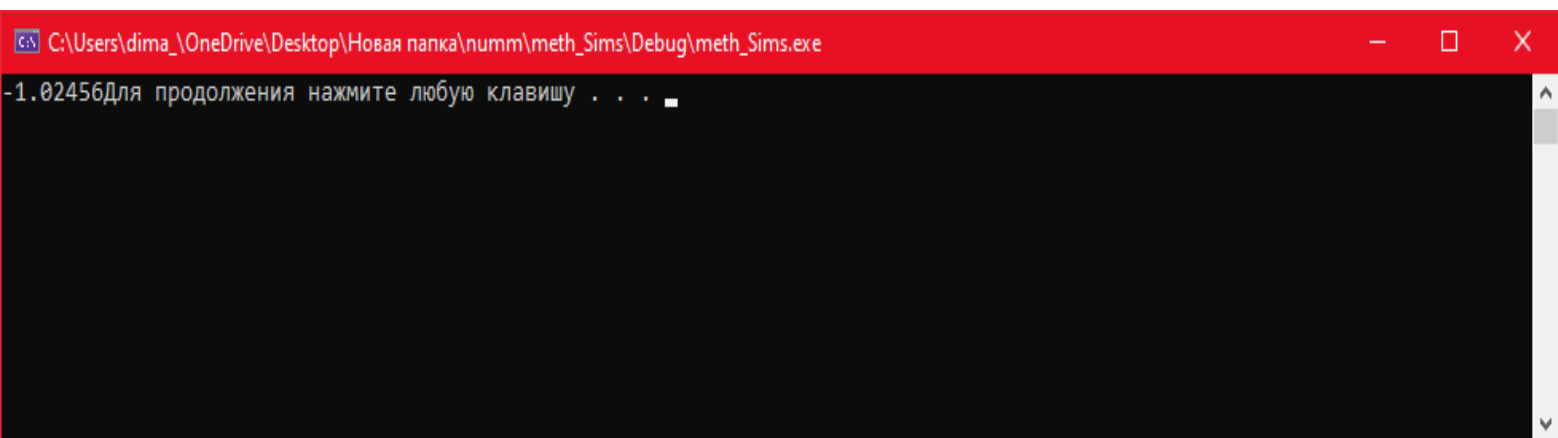 C:\Users\dima_\OneDrive\Desktop\Новая папка\numm\meth_Sims\Debug\meth_Sims.exe
-1.02456Для продолжения нажмите любую клавишу . . .